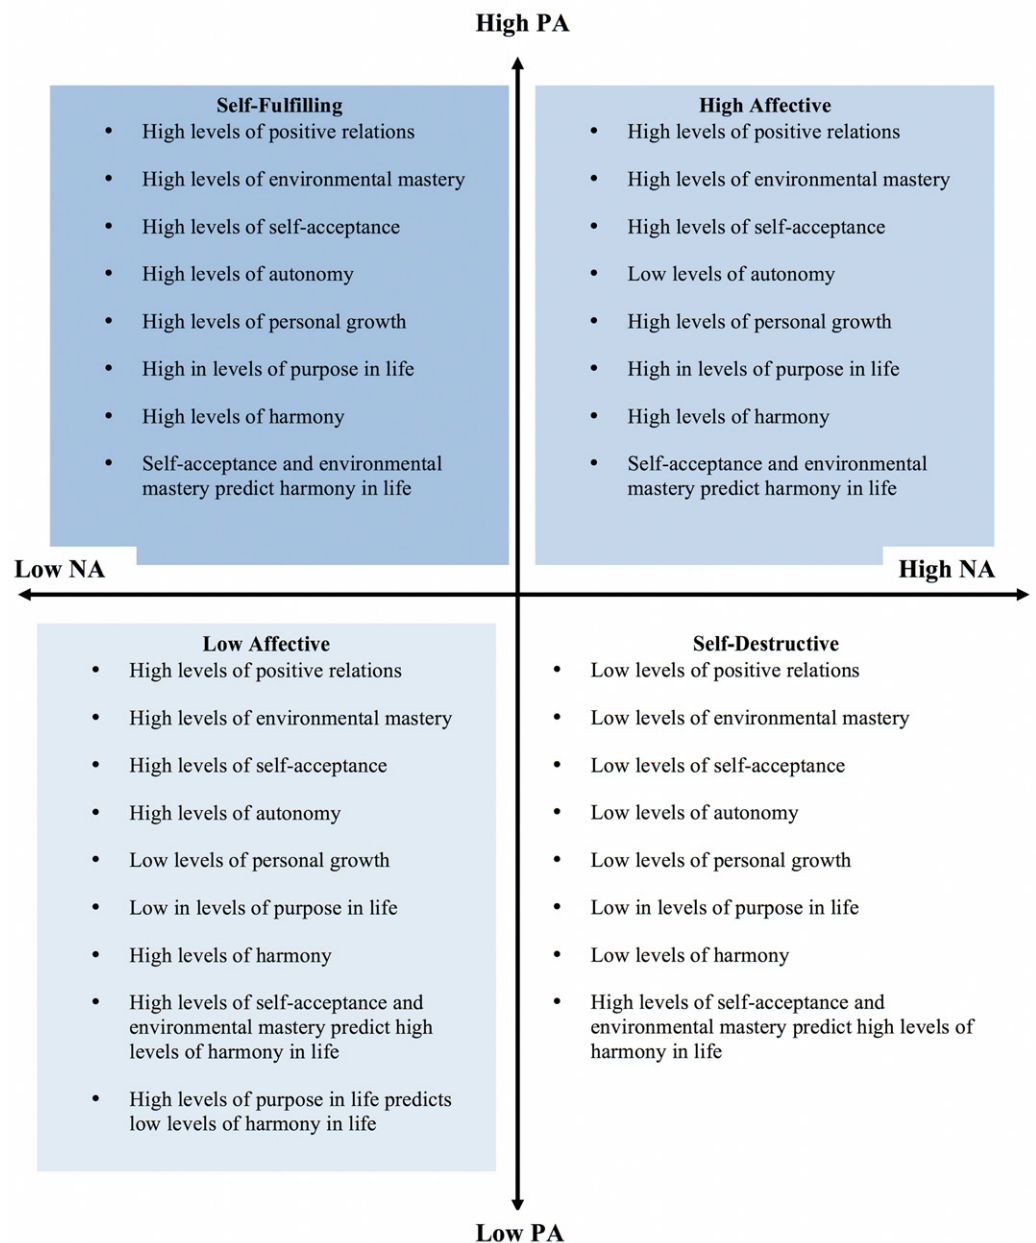 High PA
Self-Fulfilling
• High levels of positive relations
• High levels of environmental mastery
• High levels of self-acceptance
• High levels of autonomy
• High levels of personal growth
• High in levels of purpose in life
• High levels of harmony
• Self-acceptance and environmental
mastery predict harmony in life
High Affective
• High levels of positive relations
• High levels of environmental mastery
• High levels of self-acceptance
• Low levels of autonomy
• High levels of personal growth
• High in levels of purpose in life
• High levels of harmony
• Self-acceptance and environmental
mastery predict harmony in life
Low NA
High NA
Low Affective
• High levels of positive relations
• High levels of environmental mastery
• High levels of self-acceptance
• High levels of autonomy
• Low levels of personal growth
• Low in levels of purpose in life
• High levels of harmony
• High levels of self-acceptance and
environmental mastery predict high
levels of harmony in life
• High levels of purpose in life predicts
low levels of harmony in life
Self-Destructive
• Low levels of positive relations
• Low levels of environmental mastery
• Low levels of self-acceptance
• Low levels of autonomy
• Low levels of personal growth
• Low in levels of purpose in life
• Low levels of harmony
• High levels of self-acceptance and
environmental mastery predict high levels of
harmony in life
Low PA